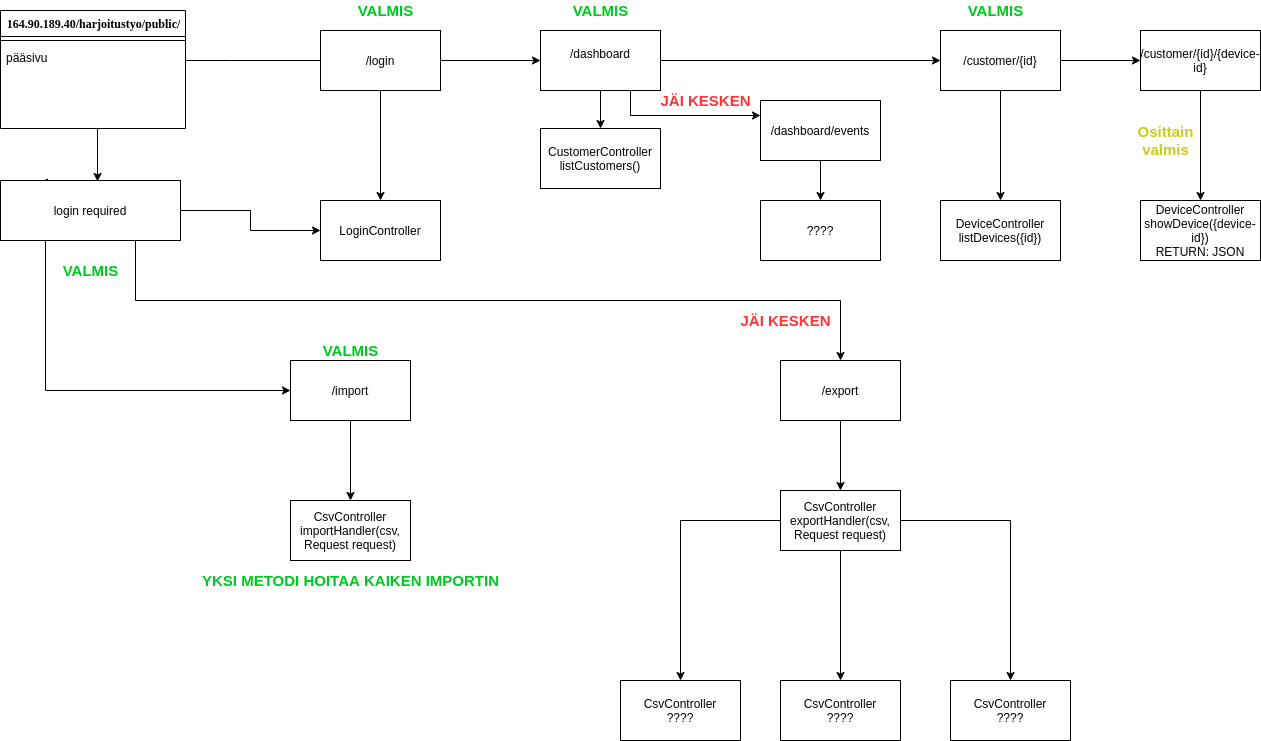 VALMIS
VALMIS
VALMIS
164.90.189.40/harjoitustyo/public/
pääsivu
/login
/dashboard
/customer/{id}
/customer/{id}/{device-
id}
JÄI KESKEN
/dashboard/events
Osittain
valmis
CustomerController
listCustomers()
login required
LoginController
????
DeviceController
listDevices({id})
DeviceController
showDevice({device-
id})
RETURN: JSON
VALMIS
JÄI KESKEN
VALMIS
/import
/export
CsvController
importHandler(csv,
Request request)
CsvController
exportHandler(csv,
Request request)
YKSI METODI HOITAA KAIKEN IMPORTIN
CsvController
????
CsvController
????
CsvController
????